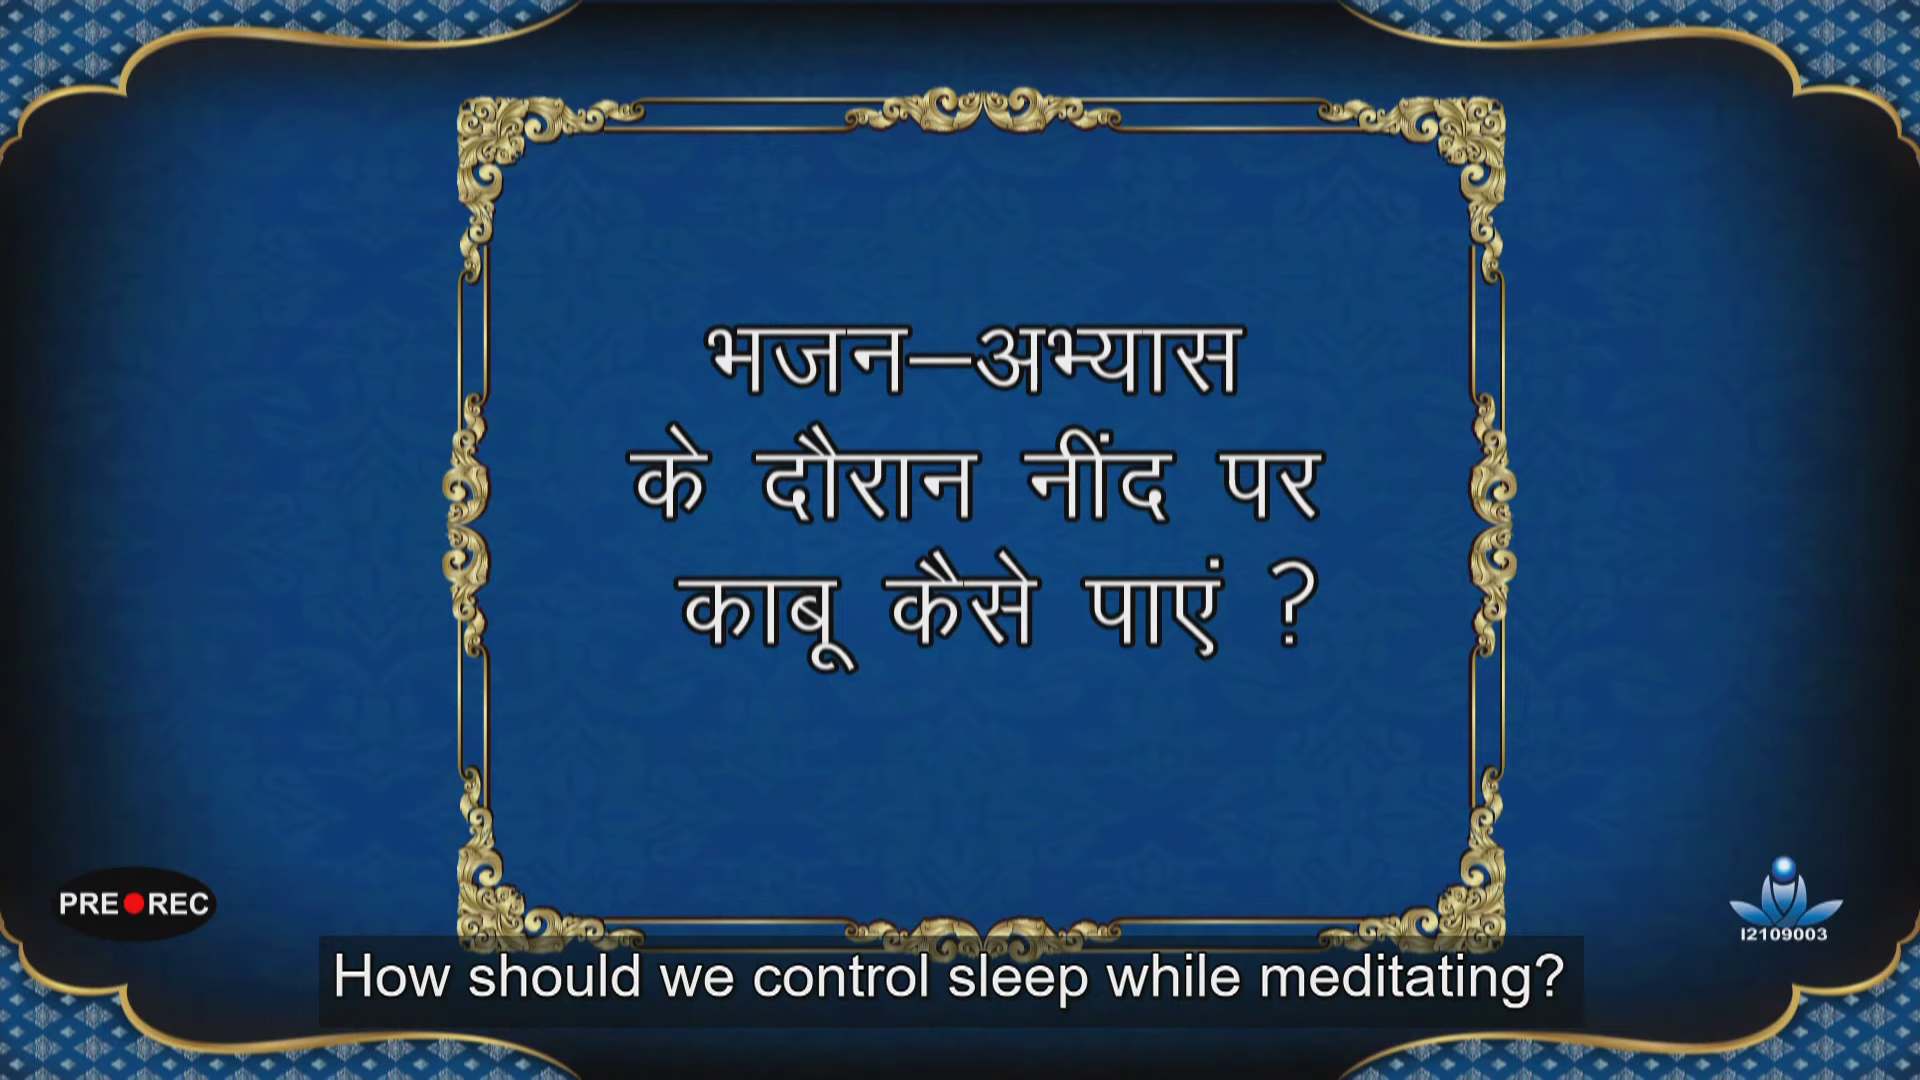 भजन–अभ्यास
के दौरान नींद पर
काबू कैसे पाएं ?
PRE REC
I2109003
How should we control sleep while meditating?